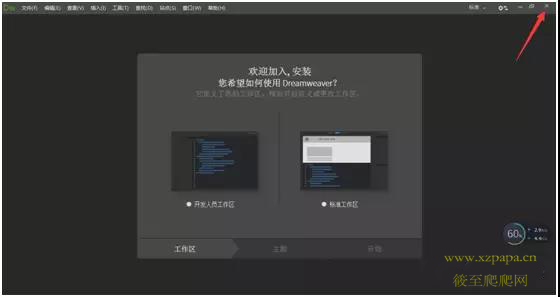 Dw 文件(F) 编辑(E) 查看(V) 插入(I) 工具(T) 查找(D) 站点(S) 窗口(W) 帮助(H) 标准
欢迎加入, 安装
您希望如何使用 Dreamweaver?
开发人员工作区 标准工作区
工作区 主题 开始
60%
www.xzpapa.cn
筱至爬爬网